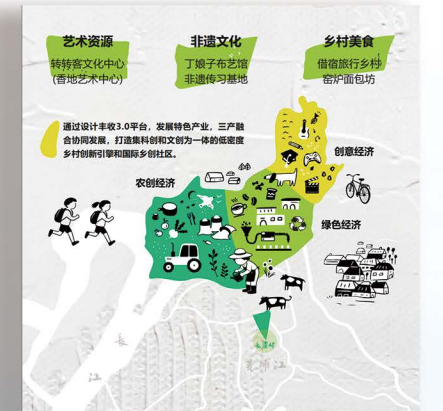 艺术资源
非遗文化
乡村美食
转转客文化中心
(香地艺术中心)
丁娘子布艺馆
非遗传习基地
借宿旅行乡村
窑炉面包坊
通过设计丰收3.0平台,发展特色产业,三产融
合协同发展,打造集科创和文创为一体的低密度
乡村创新引擎和国际乡创社区。
创意经济
农创经济
绿色经济
长
江
黄浦江